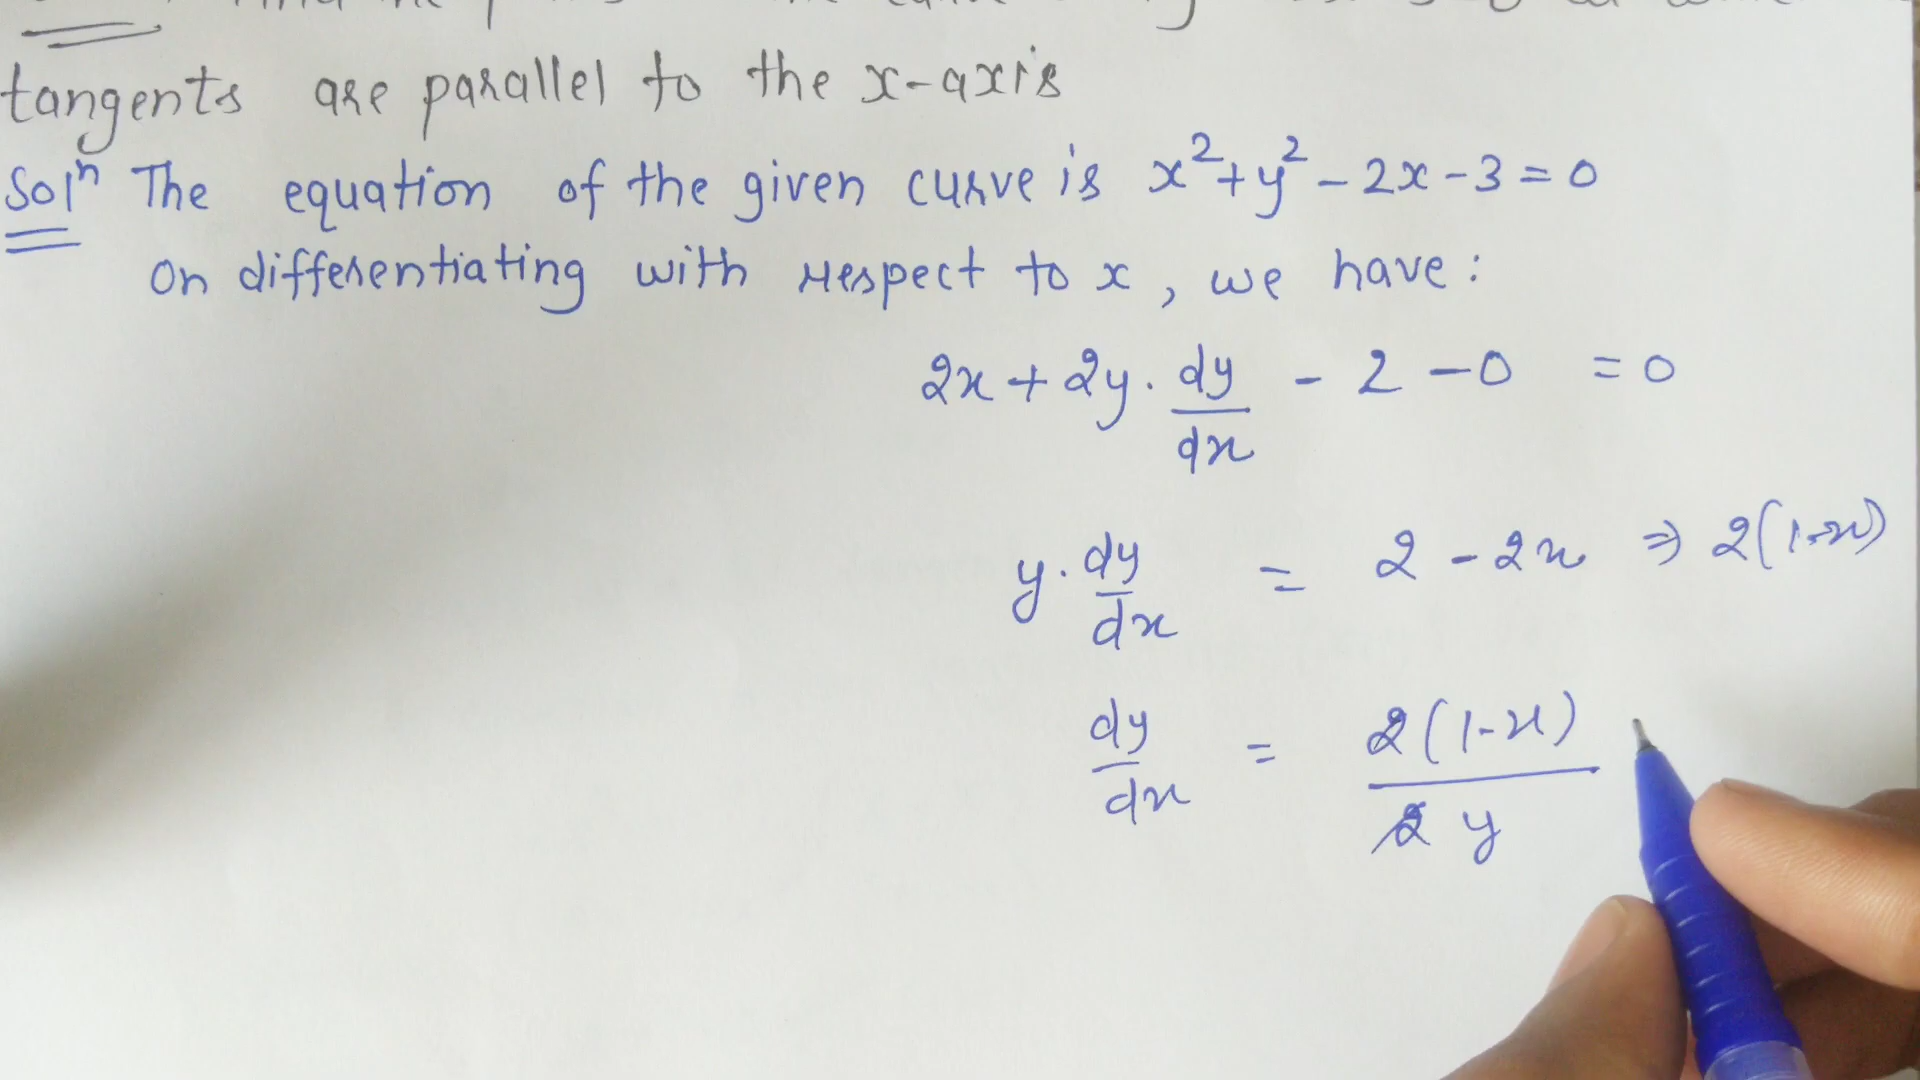 tangents are parallel to the x-axis
Solⁿ The equation of the given curve is x²+y²-2x-3=0
On differentiating with respect to x, we have:
2x + 2y. dy/dx - 2 - 0 = 0
y. dy/dx = 2 - 2x ⇒ 2(1-x)
dy/dx = 2(1-x)/2y